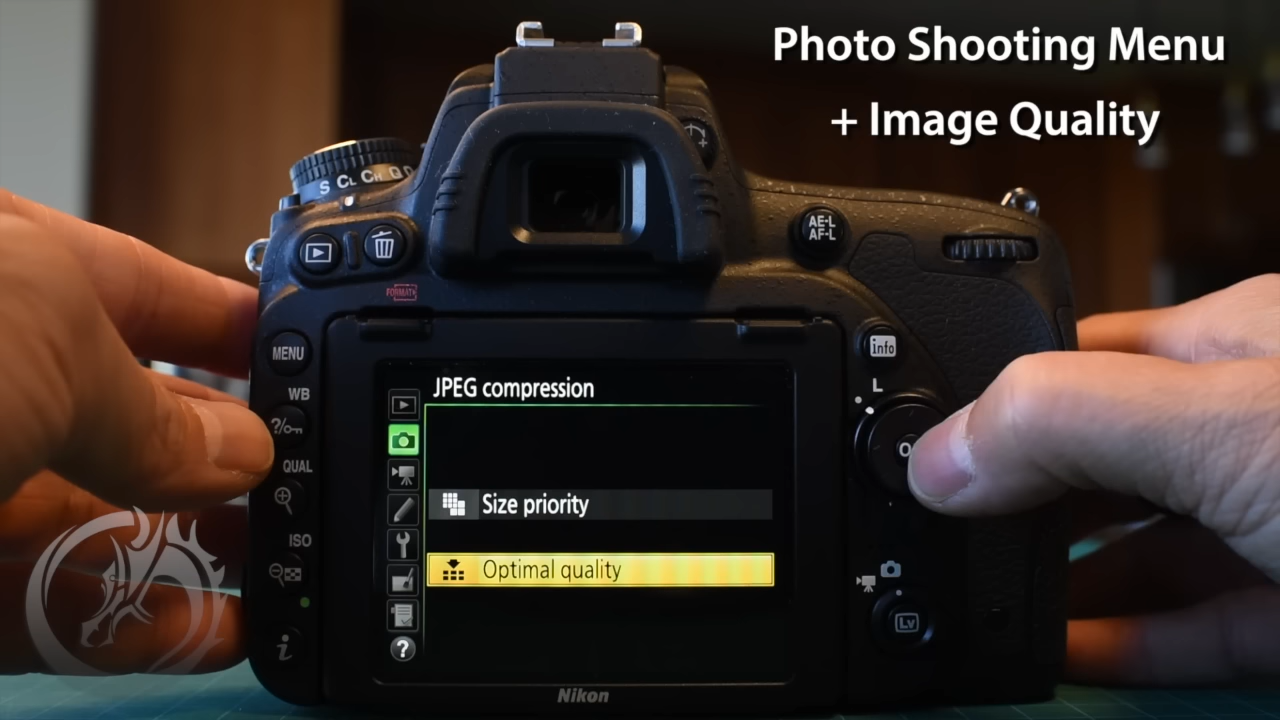 Photo Shooting Menu
+ Image Quality
S CL CH
AE-L
AF-L
FORMAT
MENU
info
WB
L
JPEG compression
?
QUAL
Size priority
ISO
Optimal quality
i
Lv
?
Nikon